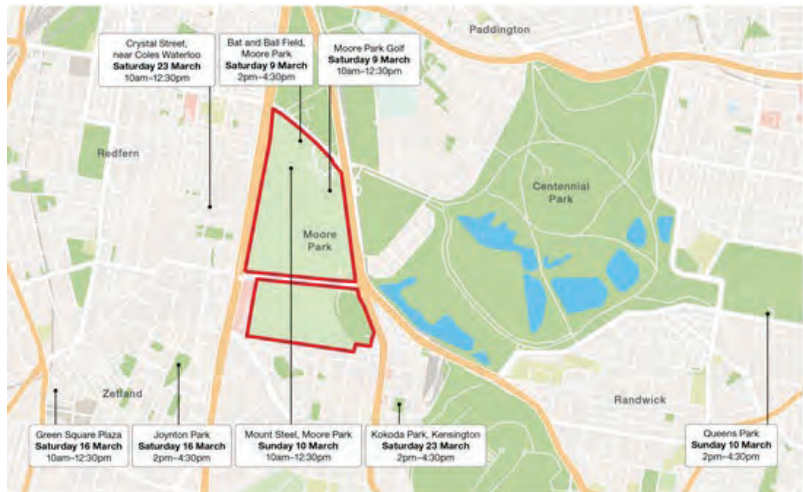 Paddington
Crystal Street,
near Coles Waterloo
Saturday 23 March
10am–12:30pm
Bat and Ball Field,
Moore Park
Saturday 9 March
2pm–4:30pm
Moore Park Golf
Saturday 9 March
10am–12:30pm
Redfern
Centennial
Park
Moore
Park
Zetland
Randwick
Green Square Plaza
Saturday 16 March
10am–12:30pm
Joynton Park
Saturday 16 March
2pm–4:30pm
Mount Steel, Moore Park
Sunday 10 March
10am–12:30pm
Kokoda Park, Kensington
Saturday 23 March
2pm–4:30pm
Queens Park
Sunday 10 March
2pm–4:30pm